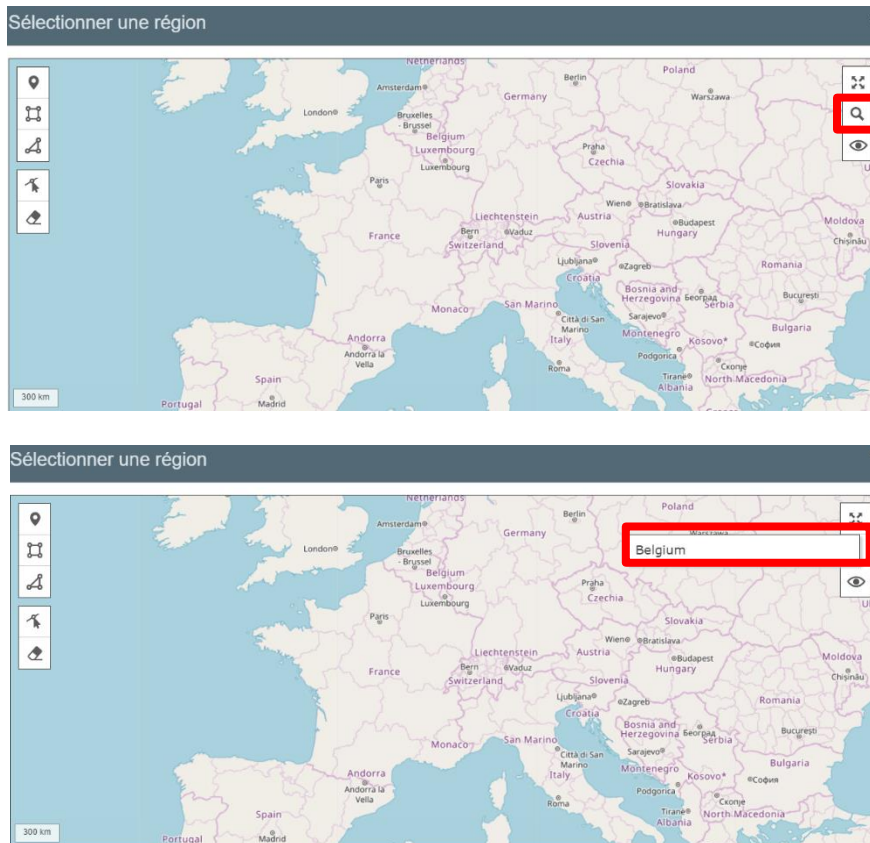 Sélectionner une région
Netherlands
Poland
Berlin
Amsterdam
Germany
Warszawa
London
Bruxelles
- Brussel
Belgium
Luxembourg
Praha
Luxembourg
Czechia
Paris
Slovakia
Wien
Bratislava
Liechtenstein
Austria
Budapest
Moldova
France
Bern
Vaduz
Hungary
Chișinău
Switzerland
Slovenia
Ljubljana
Zagreb
Romania
Croatia
Bosnia and
Herzegovina
Београд
București
Monaco
San Marino
Serbia
Città di San
Marino
Sarajevo
Bulgaria
Andorra
Italy
Montenegro
Kosovo*
София
Andorra la
Vella
Podgorica
Roma
Скопје
Spain
Tiranë
North Macedonia
Albania
300 km
Portugal
Madrid
Sélectionner une région
Netherlands
Poland
Berlin
Amsterdam
Germany
London
Bruxelles
- Brussel
Belgium
Belgium
Luxembourg
Praha
Luxembourg
Czechia
Paris
Slovakia
Wien
Bratislava
Liechtenstein
Austria
Budapest
Moldova
France
Bern
Vaduz
Hungary
Chișinău
Switzerland
Slovenia
Ljubljana
Zagreb
Romania
Croatia
Bosnia and
Herzegovina
Београд
București
Monaco
San Marino
Serbia
Città di San
Marino
Sarajevo
Bulgaria
Andorra
Italy
Montenegro
Kosovo*
София
Andorra la
Vella
Podgorica
Roma
Скопје
Spain
Tiranë
North Macedonia
Albania
300 km
Portugal
Madrid